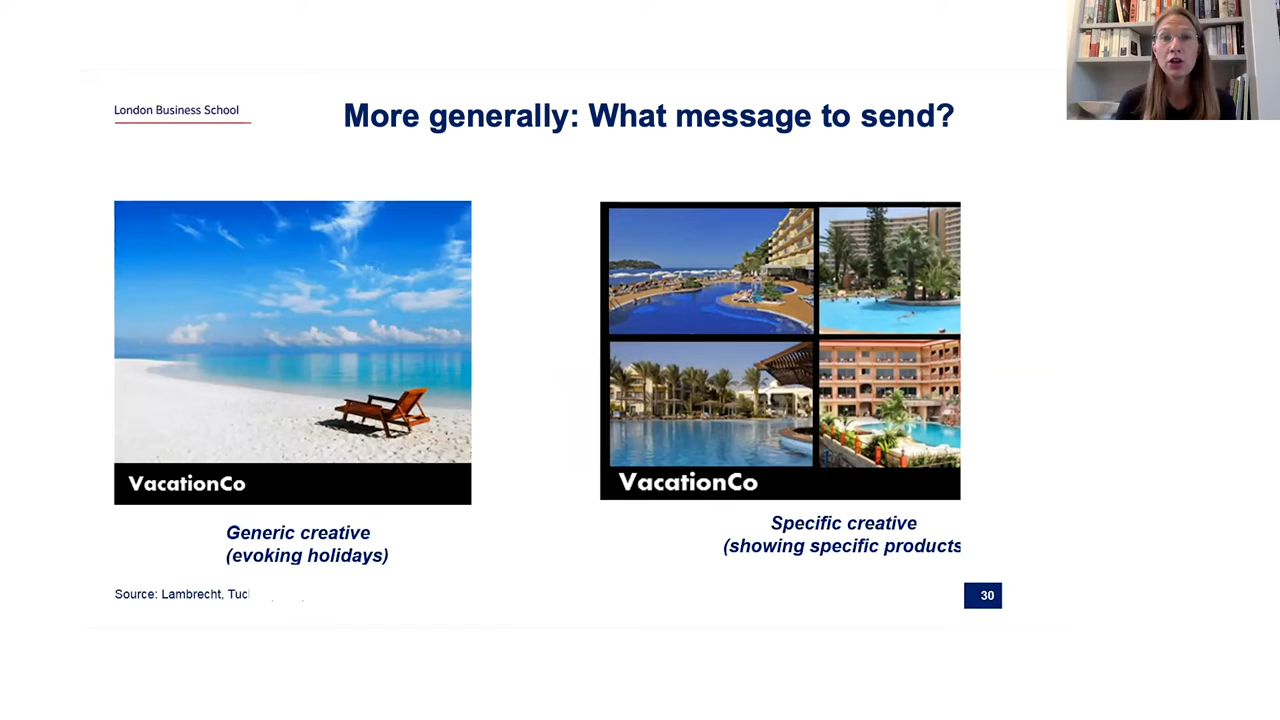 London Business School
More generally: What message to send?
VacationCo
VacationCo
Generic creative
(evoking holidays)
Specific creative
(showing specific products
Source: Lambrecht,
30